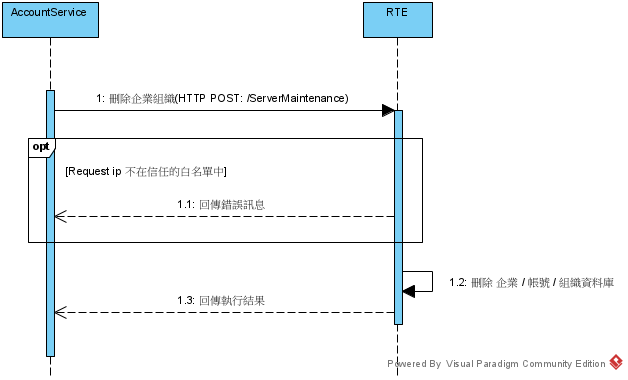 AccountService
RTE
1: 刪除企業組織(HTTP POST: /ServerMaintenance)
opt
[Request ip 不在信任的白名單中]
1.1: 回傳錯誤訊息
1.2: 刪除 企業 / 帳號 / 組織資料庫
1.3: 回傳執行結果
Powered By Visual Paradigm Community Edition